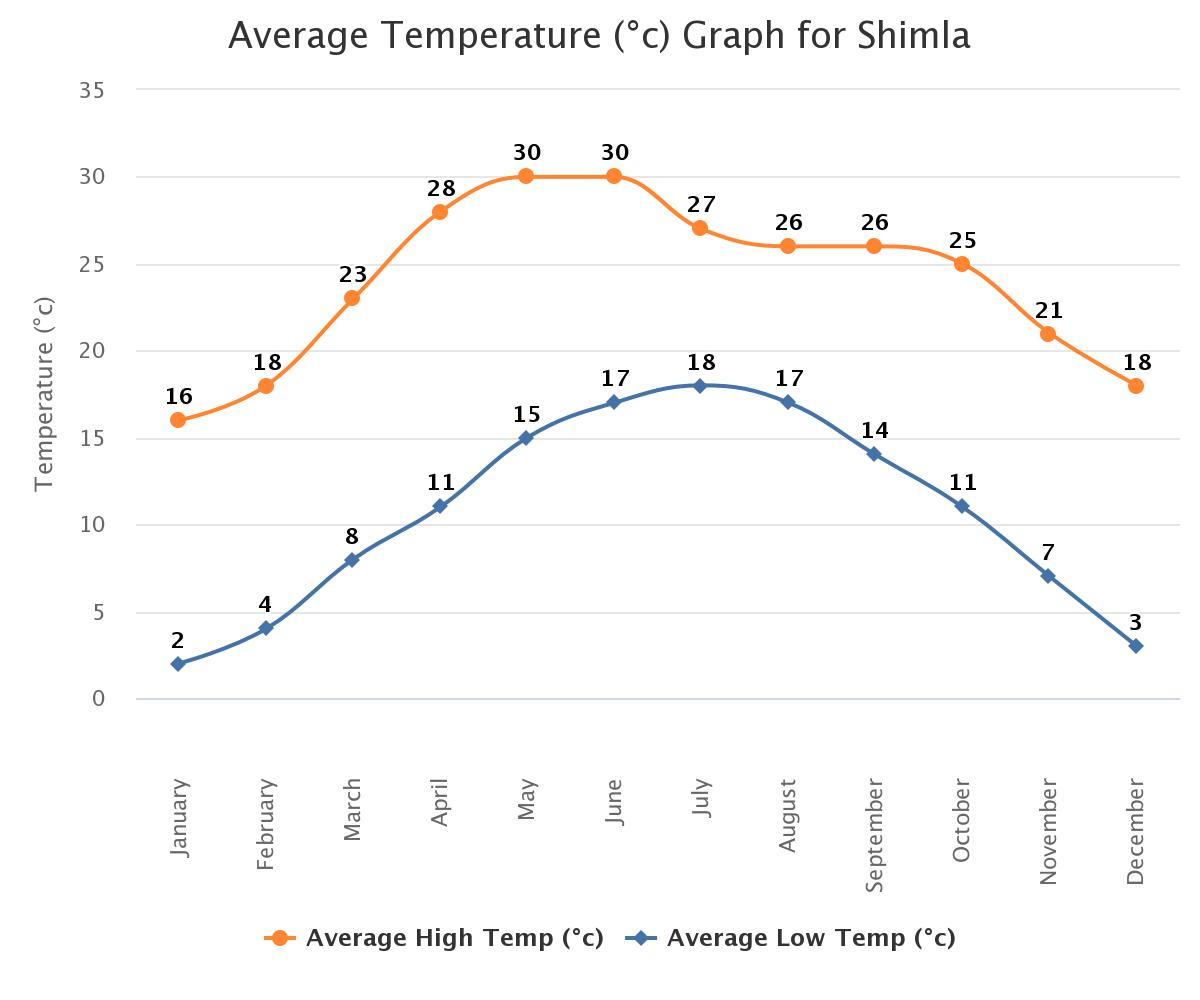 Average Temperature (°c) Graph for Shimla
Temperature (°c)
35
30
25
20
15
10
5
0
16
18
23
28
30
30
27
26
26
25
21
18
2
4
8
11
15
17
18
17
14
11
7
3
January
February
March
April
May
June
July
August
September
October
November
December
Average High Temp (°c)
Average Low Temp (°c)